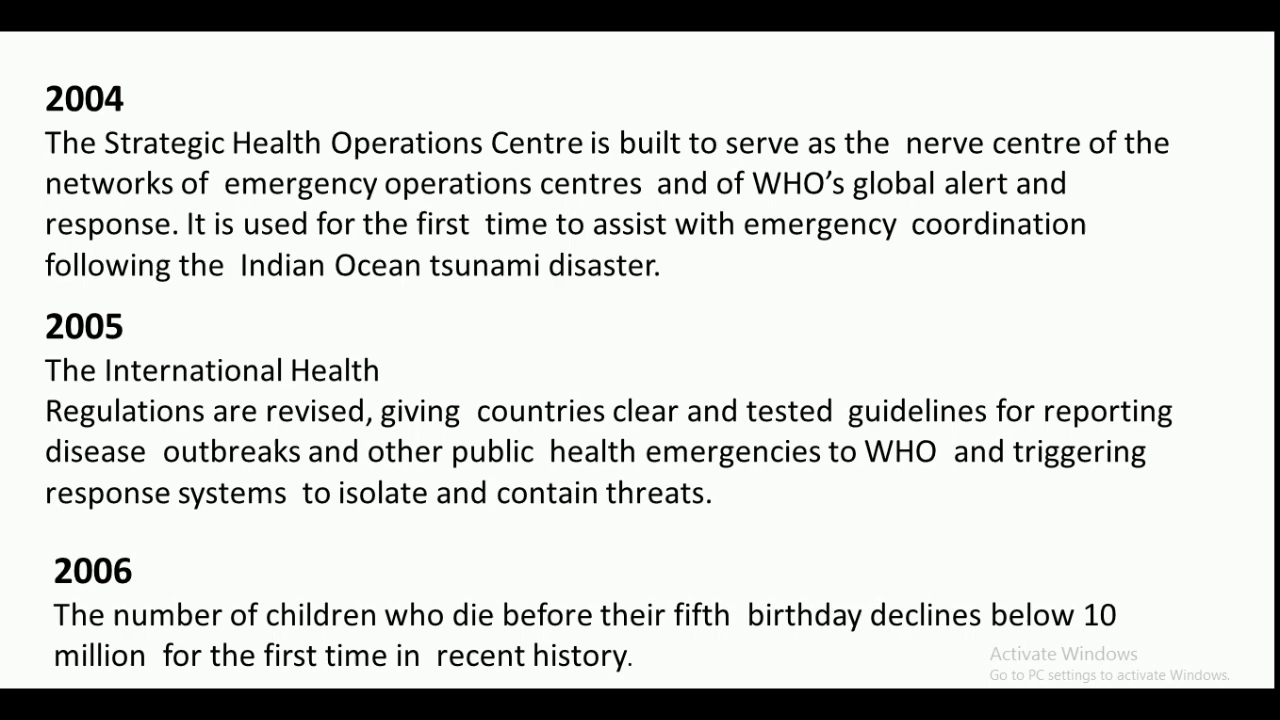 2004
The Strategic Health Operations Centre is built to serve as the nerve centre of the
networks of emergency operations centres and of WHO’s global alert and
response. It is used for the first time to assist with emergency coordination
following the Indian Ocean tsunami disaster.
2005
The International Health
Regulations are revised, giving countries clear and tested guidelines for reporting
disease outbreaks and other public health emergencies to WHO and triggering
response systems to isolate and contain threats.
2006
The number of children who die before their fifth birthday declines below 10
million for the first time in recent history.
Activate Windows
Go to PC settings to activate Windows.